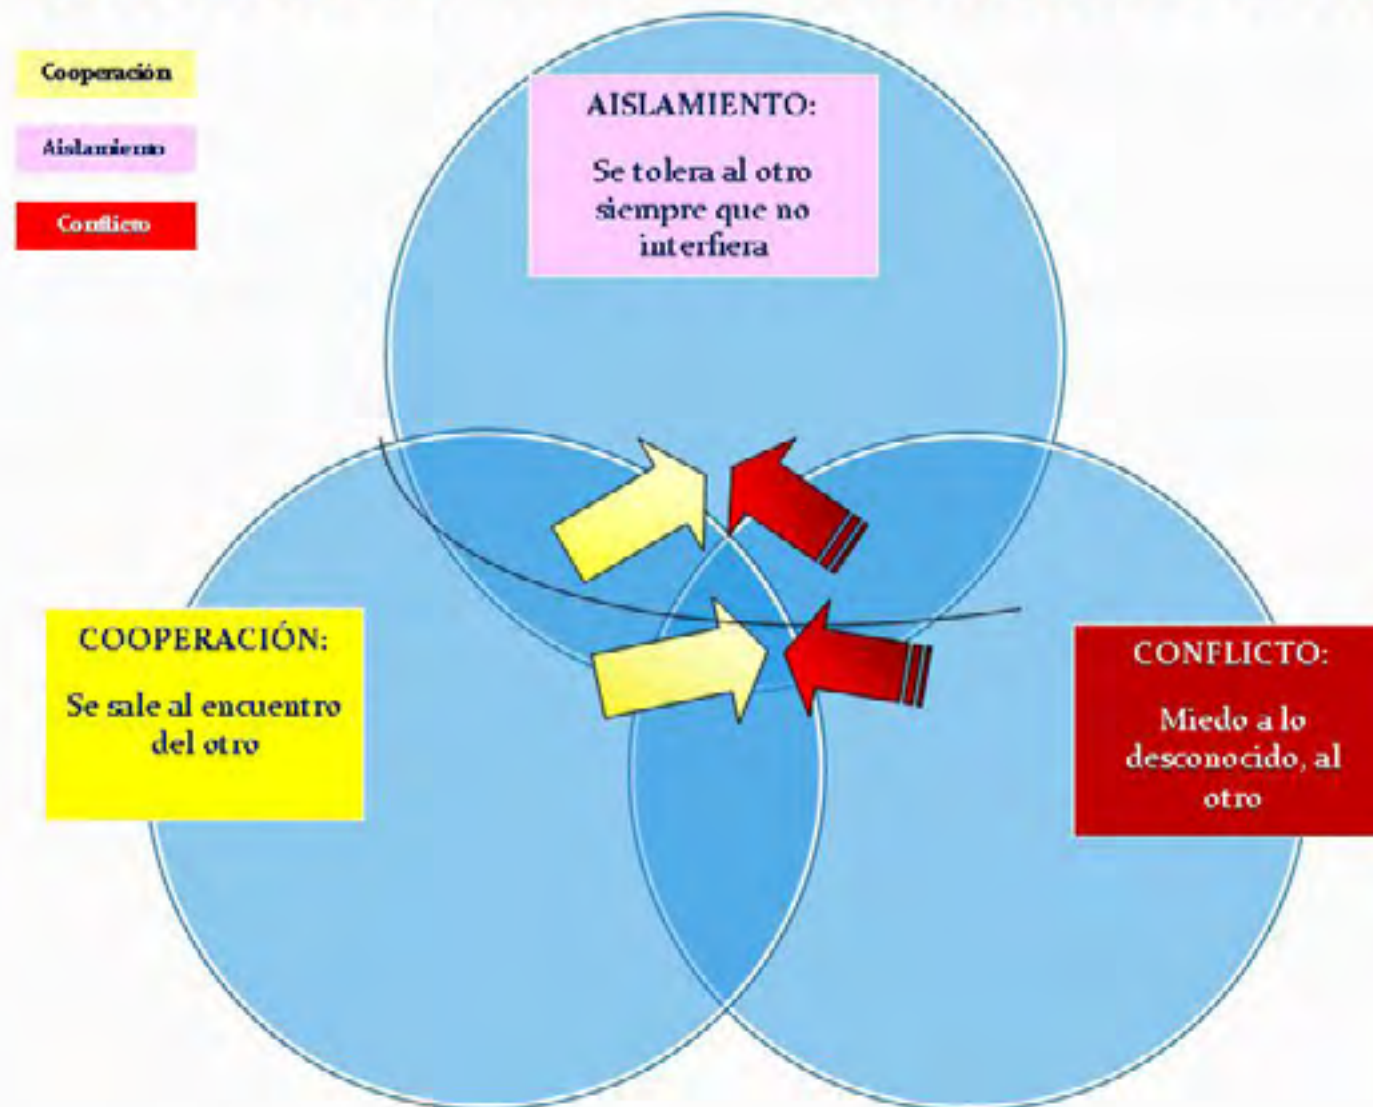 Cooperación
Aislamiento
Conflicto
AISLAMIENTO:
Se tolera al otro
siempre que no
interfiera
COOPERACIÓN:
Se sale al encuentro
del otro
CONFLICTO:
Miedo a lo
desconocido, al
otro